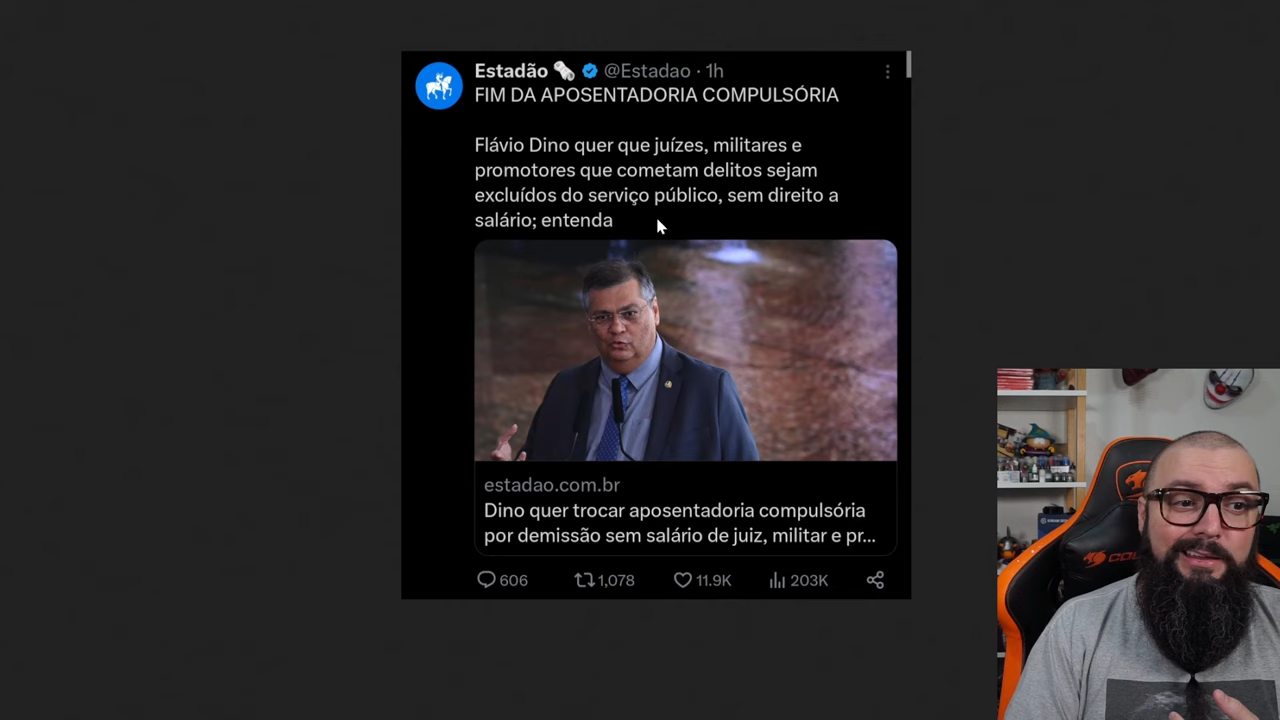 Estadão @Estadao · 1h
FIM DA APOSENTADORIA COMPULSÓRIA
Flávio Dino quer que juízes, militares e
promotores que cometam delitos sejam
excluídos do serviço público, sem direito a
salário; entenda
estadao.com.br
Dino quer trocar aposentadoria compulsória
por demissão sem salário de juiz, militar e pr...
606 1,078 11.9K 203K